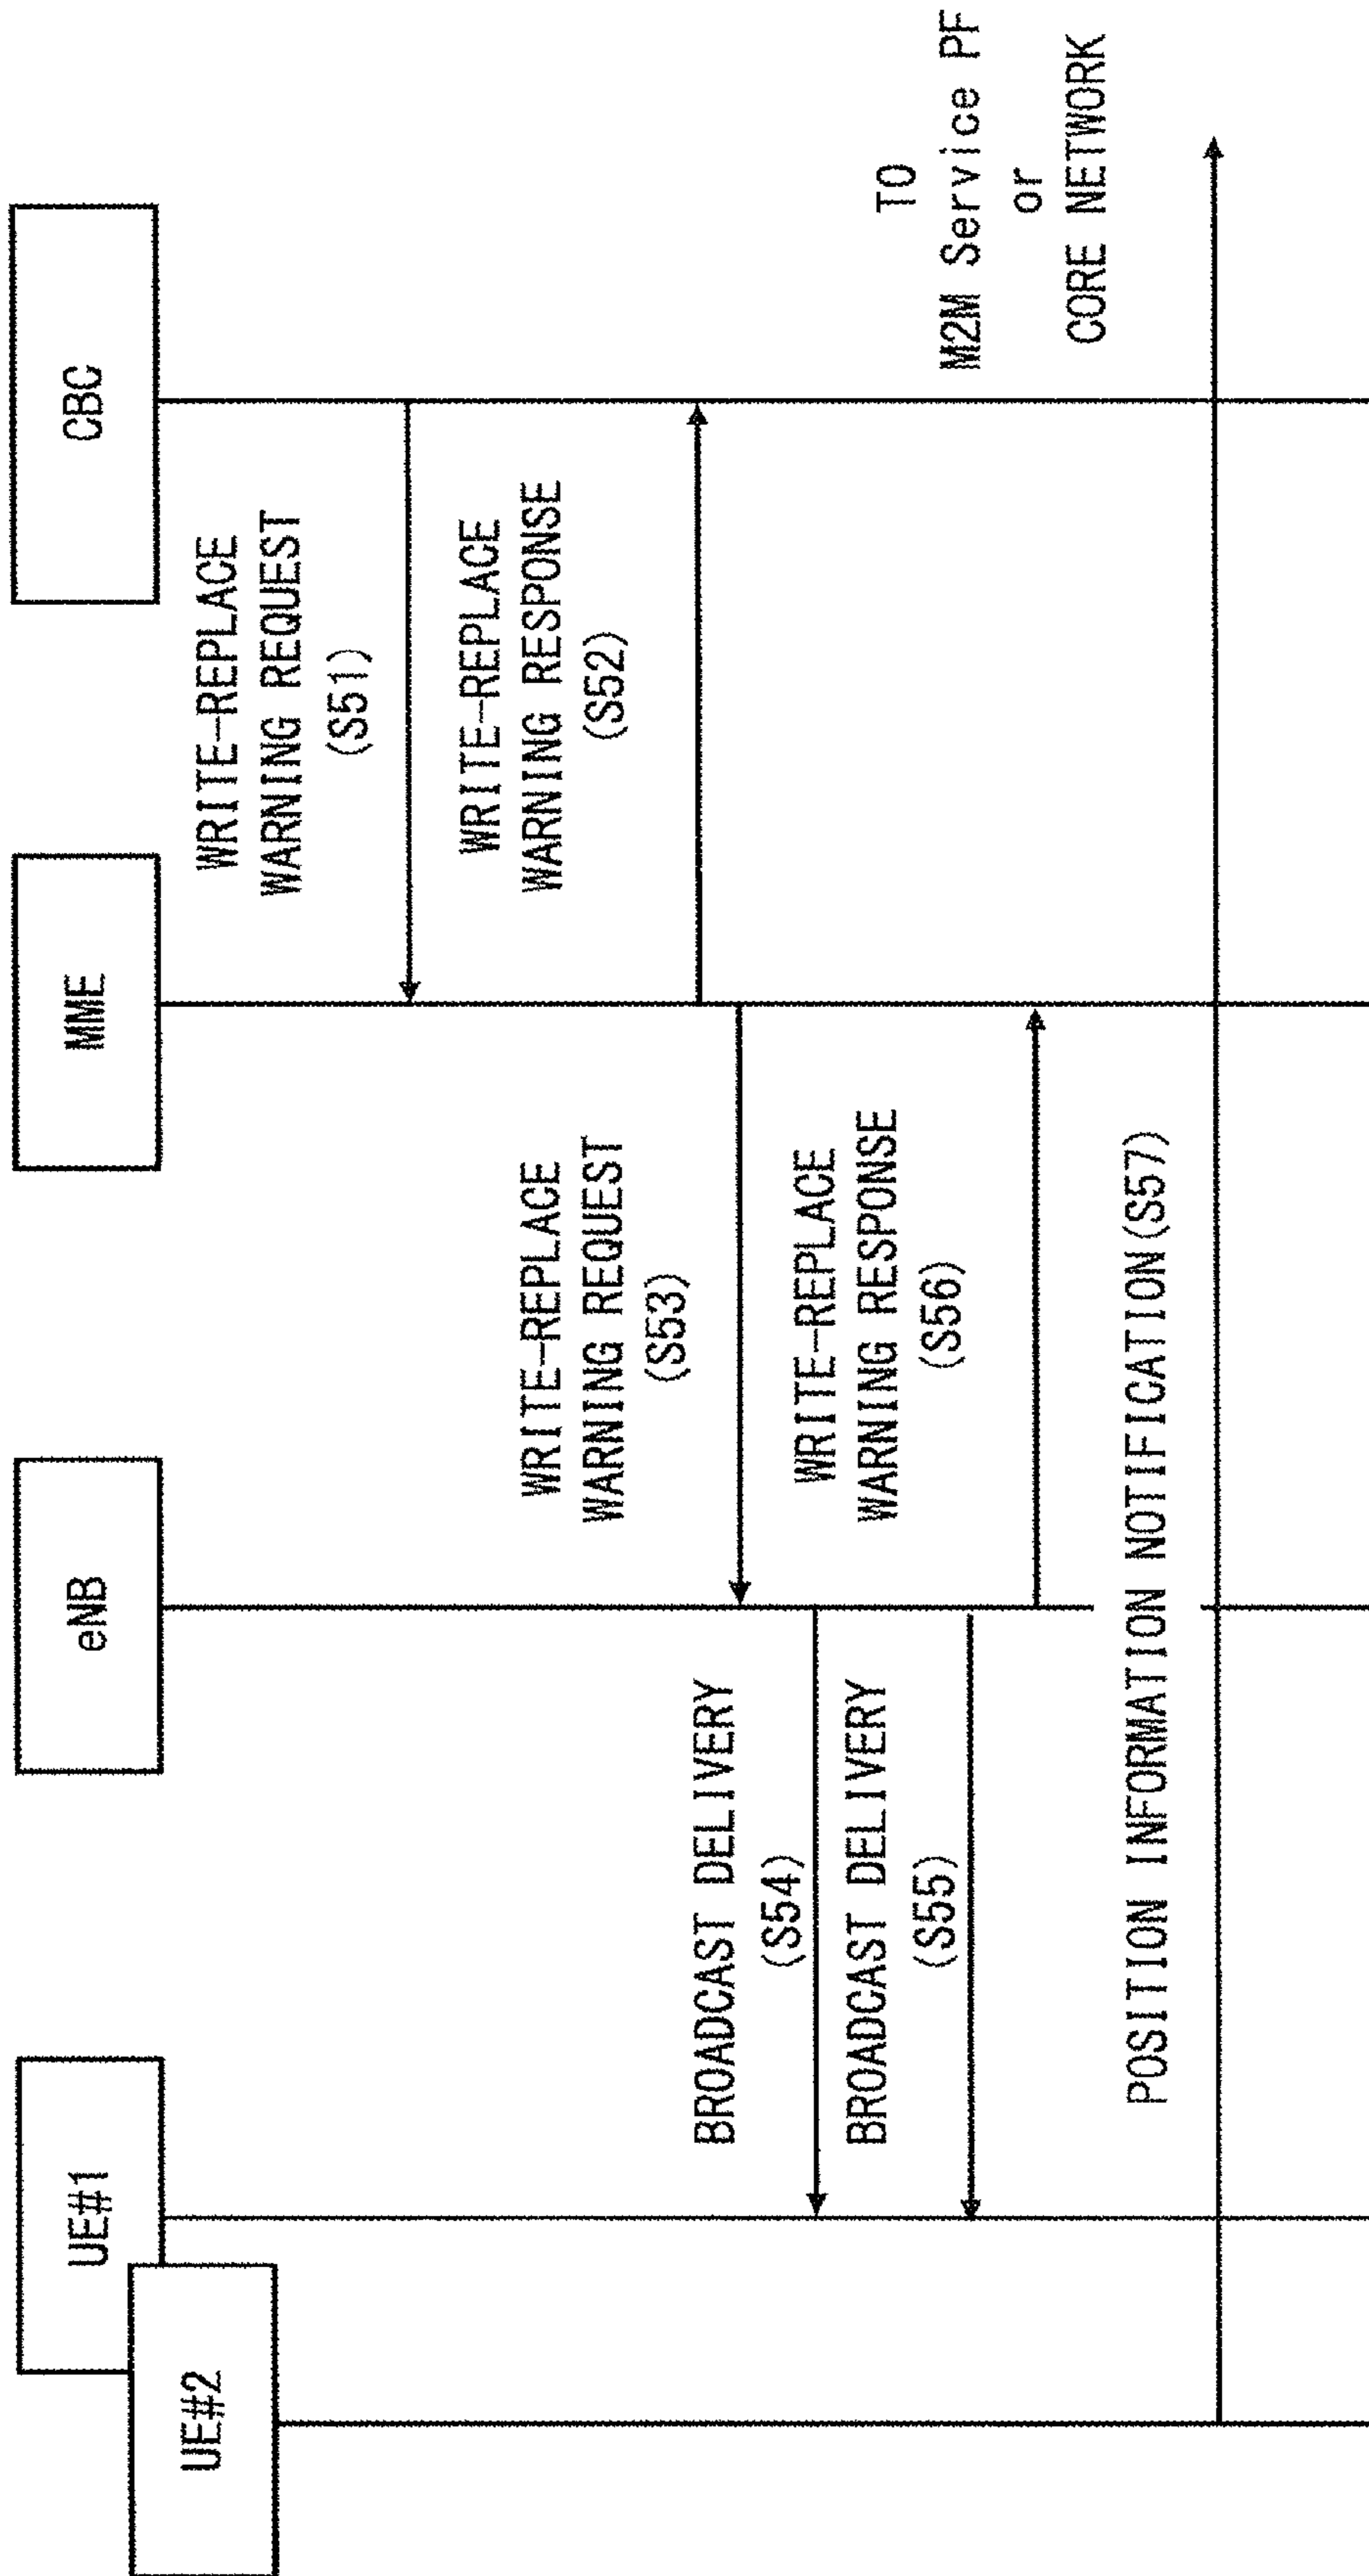 UE#1
UE#2
eNB
MME
CBC
WRITE-REPLACE
WARNING REQUEST
(S51)
WRITE-REPLACE
WARNING RESPONSE
(S52)
WRITE-REPLACE
WARNING REQUEST
(S53)
BROADCAST DELIVERY
(S54)
BROADCAST DELIVERY
(S55)
WRITE-REPLACE
WARNING RESPONSE
(S56)
POSITION INFORMATION NOTIFICATION(S57)
TO
M2M Service PF
or
CORE NETWORK